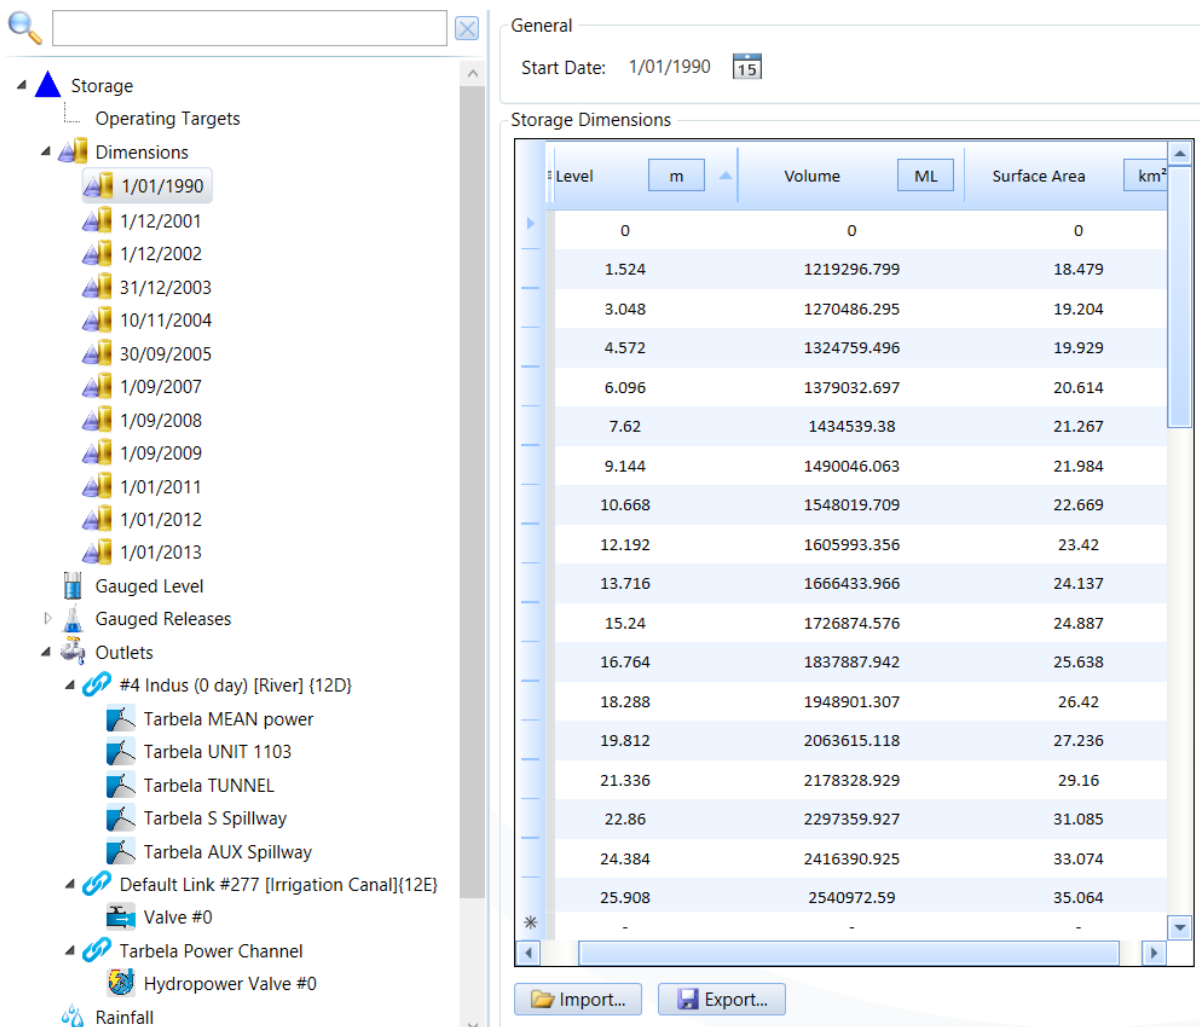 Storage
Operating Targets
Dimensions
1/01/1990
1/12/2001
1/12/2002
31/12/2003
10/11/2004
30/09/2005
1/09/2007
1/09/2008
1/09/2009
1/01/2011
1/01/2012
1/01/2013
Gauged Level
Gauged Releases
Outlets
#4 Indus (0 day) [River] {12D}
Tarbela MEAN power
Tarbela UNIT 1103
Tarbela TUNNEL
Tarbela S Spillway
Tarbela AUX Spillway
Default Link #277 [Irrigation Canal]{12E}
Valve #0
Tarbela Power Channel
Hydropower Valve #0
Rainfall
General
Start Date: 1/01/1990 15
Storage Dimensions
Level m Volume ML Surface Area km²
0 0 0
1.524 1219296.799 18.479
3.048 1270486.295 19.204
4.572 1324759.496 19.929
6.096 1379032.697 20.614
7.62 1434539.38 21.267
9.144 1490046.063 21.984
10.668 1548019.709 22.669
12.192 1605993.356 23.42
13.716 1666433.966 24.137
15.24 1726874.576 24.887
16.764 1837887.942 25.638
18.288 1948901.307 26.42
19.812 2063615.118 27.236
21.336 2178328.929 29.16
22.86 2297359.927 31.085
24.384 2416390.925 33.074
25.908 2540972.59 35.064
- - -
Import... Export...